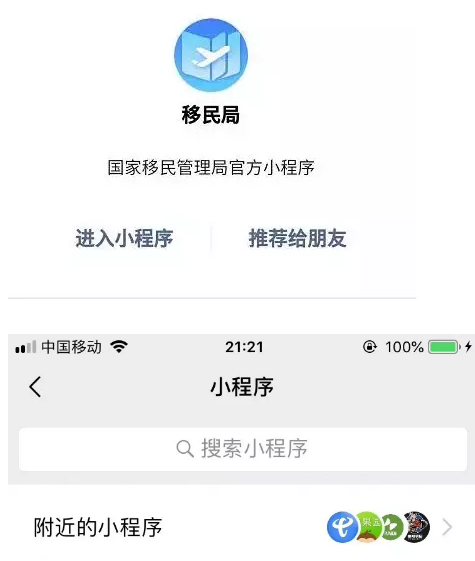 移民局
国家移民管理局官方小程序
进入小程序
推荐给朋友
中国移动 21:21 100%
小程序
搜索小程序
附近的小程序